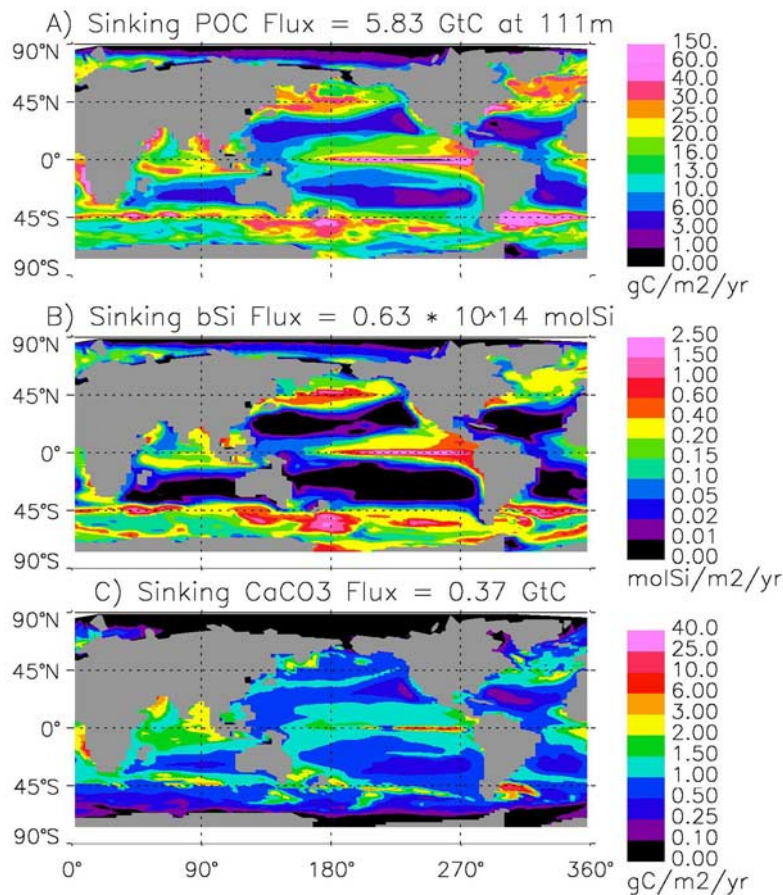 A) Sinking POC Flux = 5.83 GtC at 111m
90°N
45°N
0°
45°S
90°S
150.
60.0
40.0
30.0
25.0
20.0
16.0
13.0
10.0
6.00
3.00
1.00
0.00
gC/m2/yr
B) Sinking bSi Flux = 0.63 * 10^14 molSi
90°N
45°N
0°
45°S
90°S
2.50
1.50
1.00
0.60
0.40
0.20
0.15
0.10
0.05
0.02
0.01
0.00
molSi/m2/yr
C) Sinking CaCO3 Flux = 0.37 GtC
90°N
45°N
0°
45°S
90°S
0° 90° 180° 270° 360°
40.0
25.0
10.0
6.00
3.00
2.00
1.00
0.50
0.25
0.10
0.00
gC/m2/yr